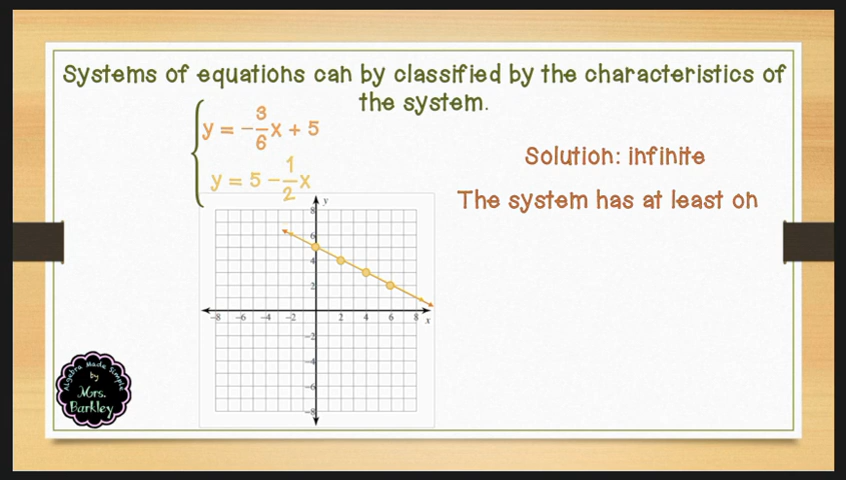 Systems of equations can by classified by the characteristics of
the system.
y = -3/6x + 5
y = 5 - 1/2x
Solution: infinite
The system has at least on
y
8
6
4
2
-8 -6 -4 -2 2 4 6 8 x
-2
-4
-6
-8
Algebra Made Simple
by
Mrs.
Barkley